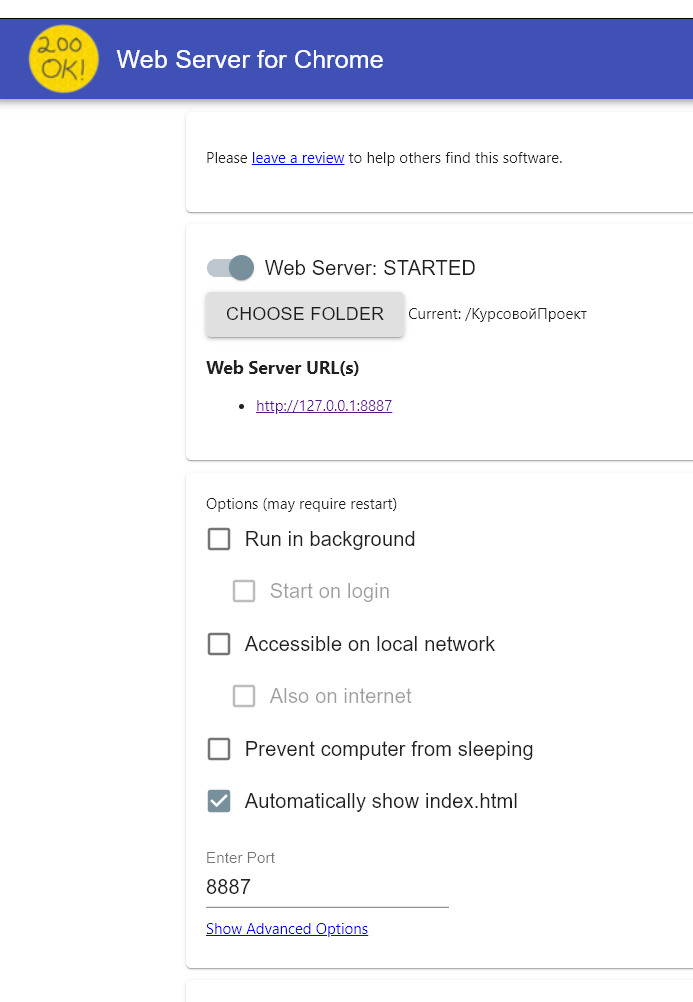 200
OK!
Web Server for Chrome
Please leave a review to help others find this software.
Web Server: STARTED
CHOOSE FOLDER Current: /КурсовойПроект
Web Server URL(s)
http://127.0.0.1:8887
Options (may require restart)
Run in background
Start on login
Accessible on local network
Also on internet
Prevent computer from sleeping
Automatically show index.html
Enter Port
8887
Show Advanced Options